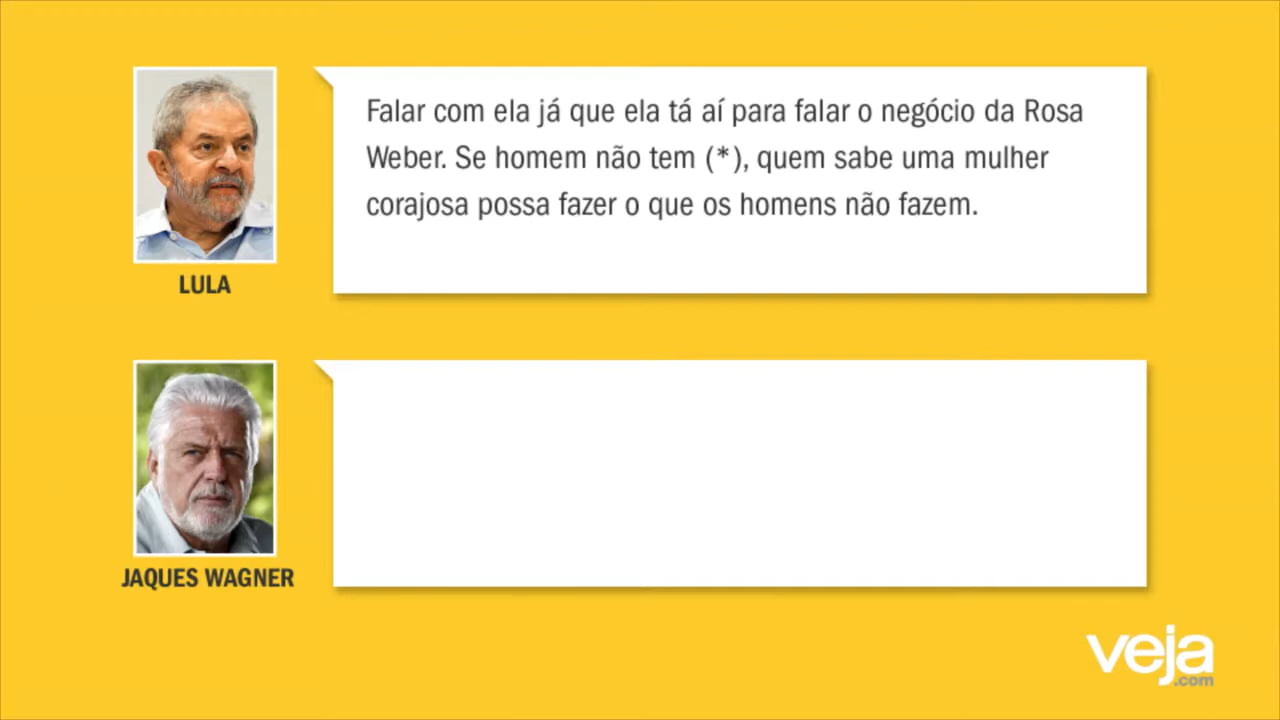 Falar com ela já que ela tá aí para falar o negócio da Rosa
Weber. Se homem não tem (*), quem sabe uma mulher
corajosa possa fazer o que os homens não fazem.
LULA
JAQUES WAGNER
veja
.com